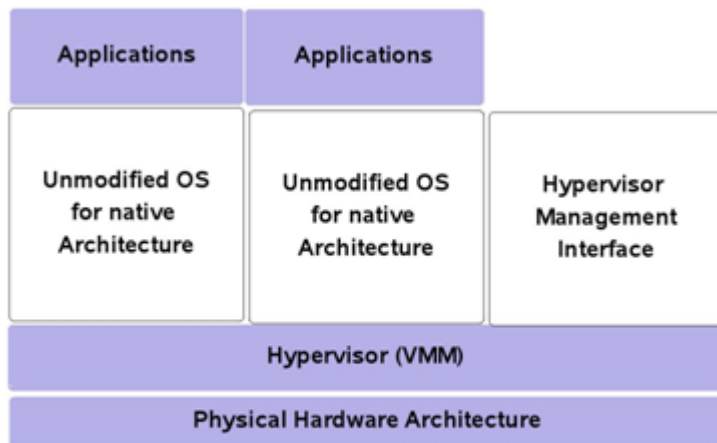 Applications
Applications
Unmodified OS
for native
Architecture
Unmodified OS
for native
Architecture
Hypervisor
Management
Interface
Hypervisor (VMM)
Physical Hardware Architecture